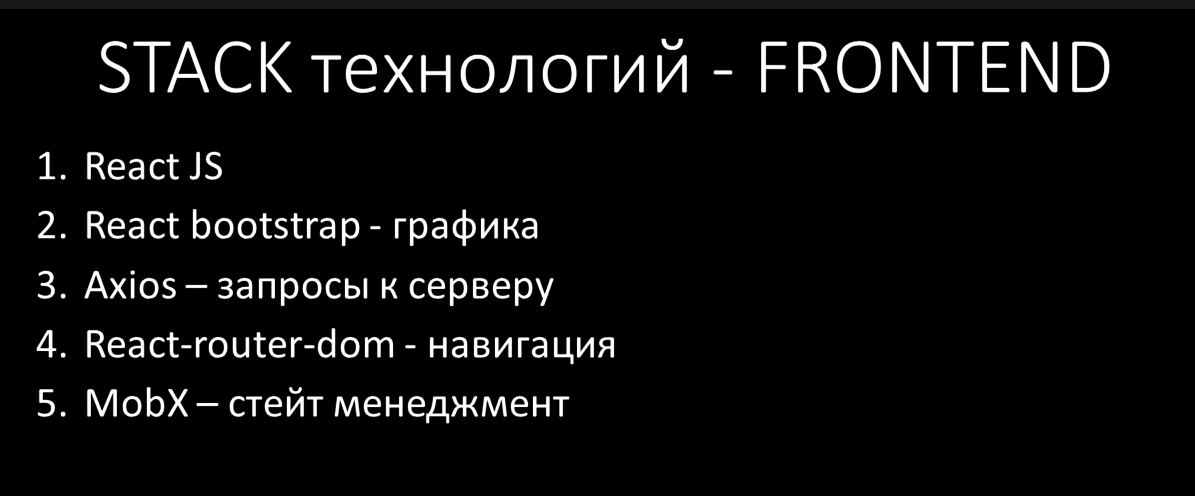 STACK технологий - FRONTEND
1. React JS
2. React bootstrap - графика
3. Axios – запросы к серверу
4. React-router-dom - навигация
5. MobX – стейт менеджмент